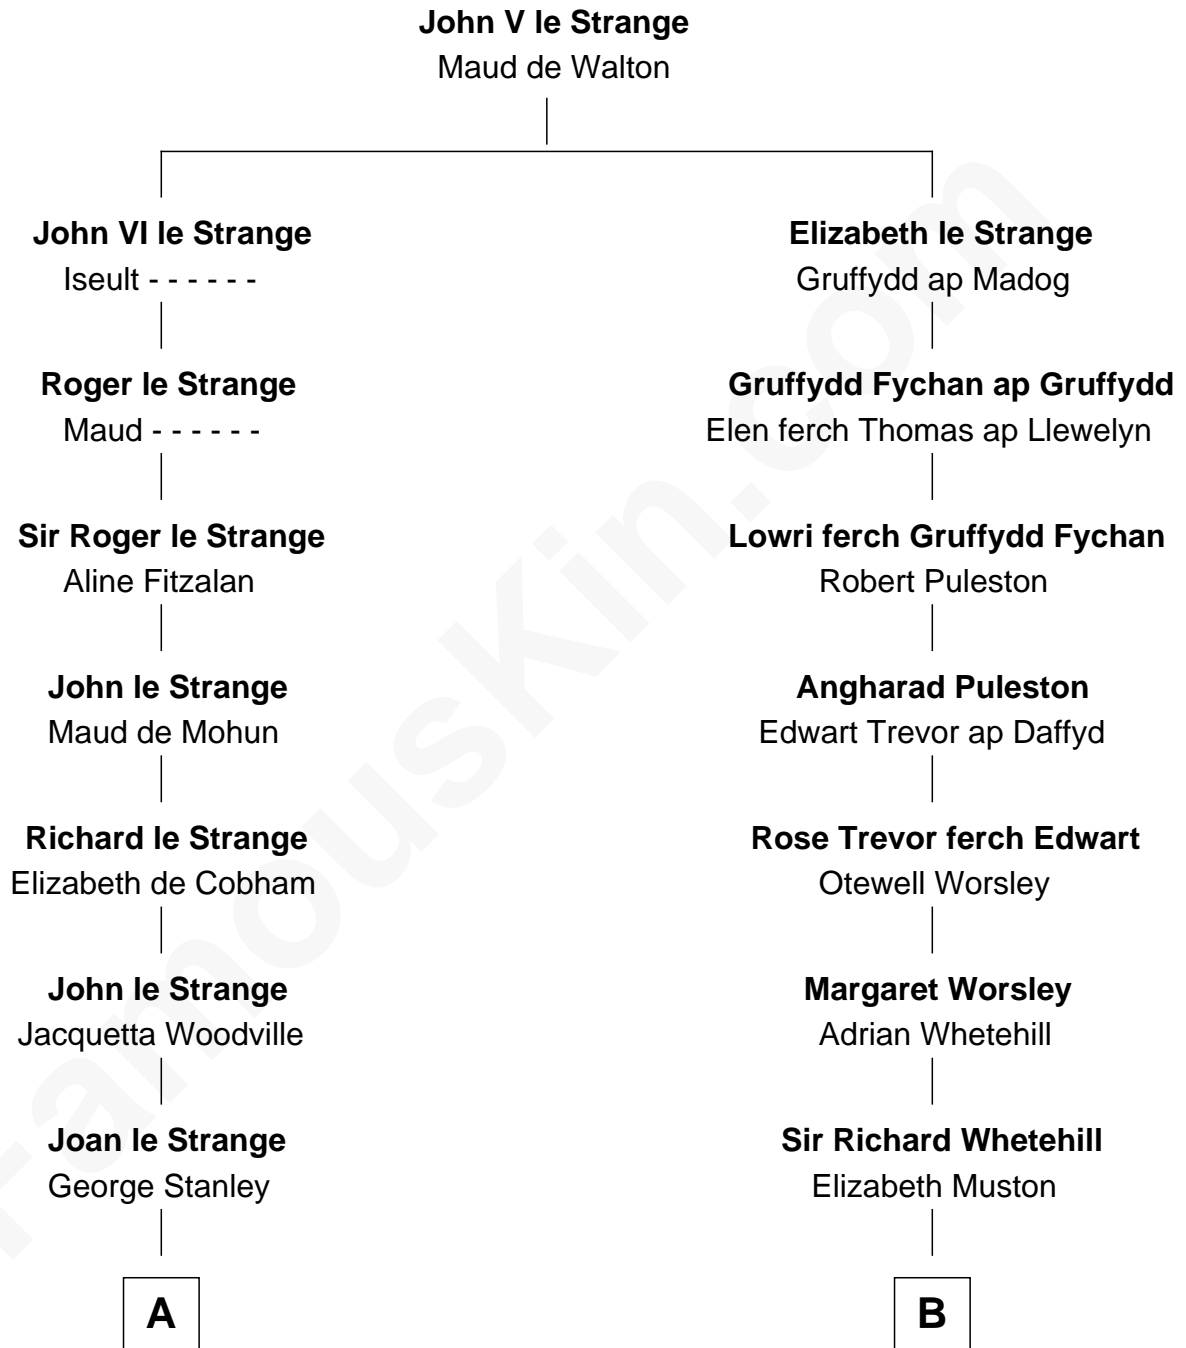 John V le Strange
Maud de Walton
John VI le Strange
Iseult - - - - - -
Elizabeth le Strange
Gruffydd ap Madog
Roger le Strange
Maud - - - - - -
Gruffydd Fychan ap Gruffydd
Elen ferch Thomas ap Llewelyn
Sir Roger le Strange
Aline Fitzalan
Lowri ferch Gruffydd Fychan
Robert Puleston
John le Strange
Maud de Mohun
Angharad Puleston
Edwart Trevor ap Daffyd
Richard le Strange
Elizabeth de Cobham
Rose Trevor ferch Edwart
Otewell Worsley
John le Strange
Jacquetta Woodville
Margaret Worsley
Adrian Whetehill
Joan le Strange
George Stanley
Sir Richard Whetehill
Elizabeth Muston
A
B
FamousKin.com